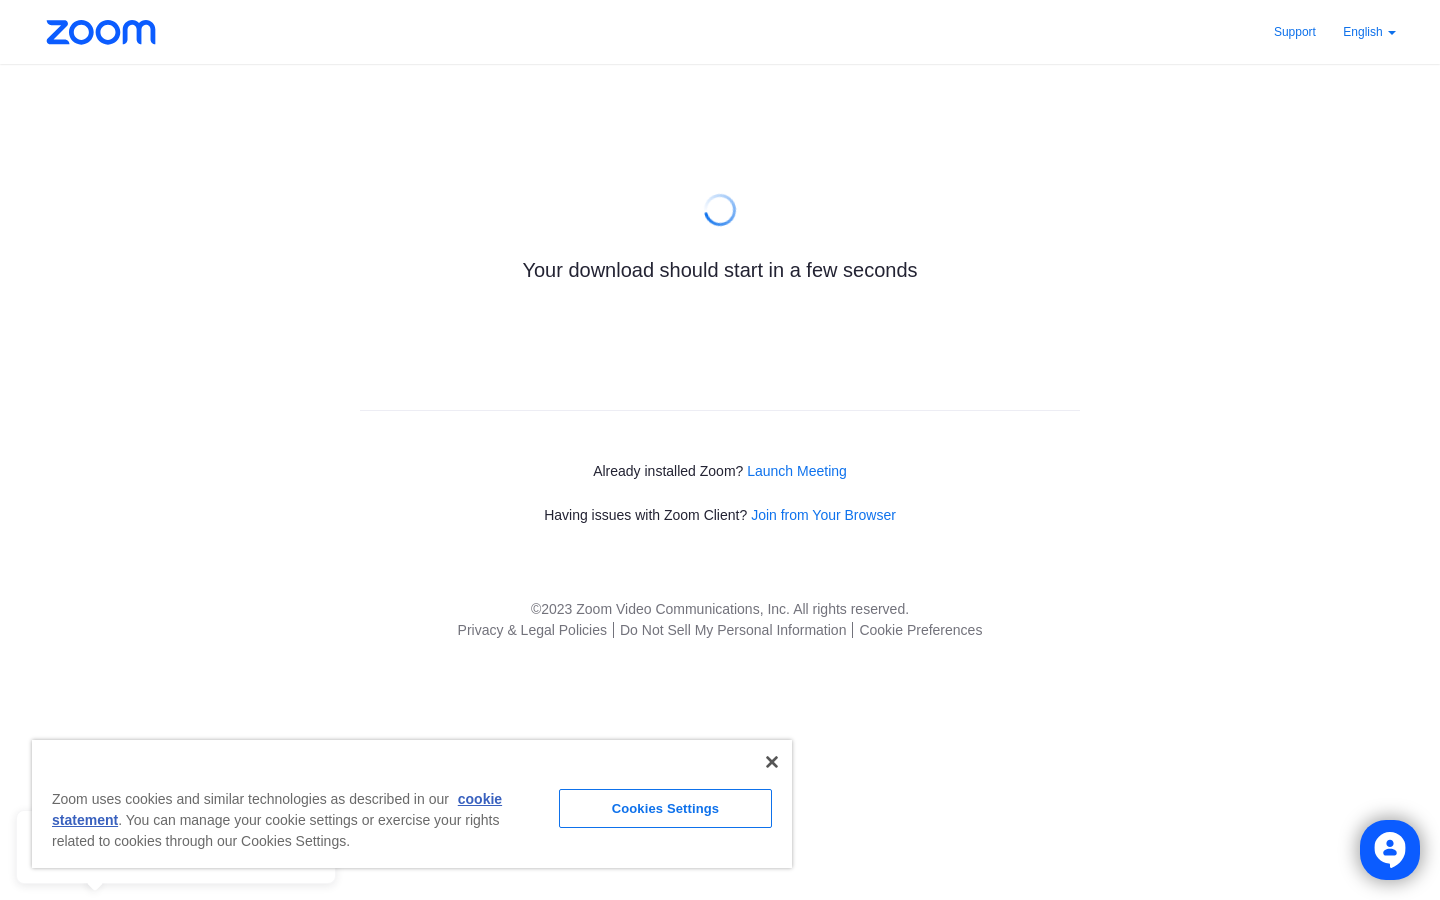 zoom
Support
English
Your download should start in a few seconds
Already installed Zoom? Launch Meeting
Having issues with Zoom Client? Join from Your Browser
©2023 Zoom Video Communications, Inc. All rights reserved.
Privacy & Legal Policies | Do Not Sell My Personal Information | Cookie Preferences
Zoom uses cookies and similar technologies as described in our cookie
statement. You can manage your cookie settings or exercise your rights
related to cookies through our Cookies Settings.
Cookies Settings